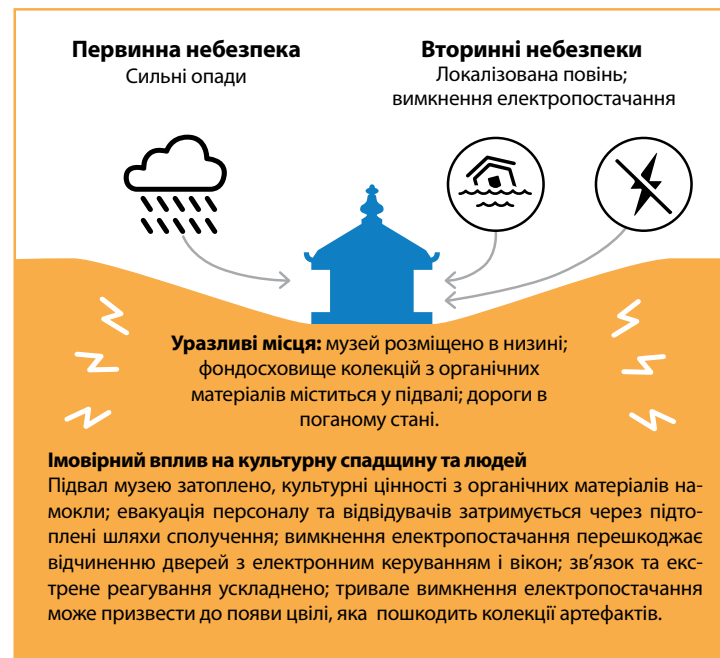 Первинна небезпека
Сильні опади
Вторинні небезпеки
Локалізована повінь;
вимкнення електропостачання
Уразливі місця: музей розміщено в низині;
фондосховище колекцій з органічних
матеріалів міститься у підвалі; дороги в
поганому стані.
Імовірний вплив на культурну спадщину та людей
Підвал музею затоплено, культурні цінності з органічних матеріалів на-
мокли; евакуація персоналу та відвідувачів затримується через підто-
плені шляхи сполучення; вимкнення електропостачання перешкоджає
відчиненню дверей з електронним керуванням і вікон; зв’язок та екс-
трене реагування ускладнено; тривале вимкнення електропостачання
може призвести до появи цвілі, яка пошкодить колекції артефактів.